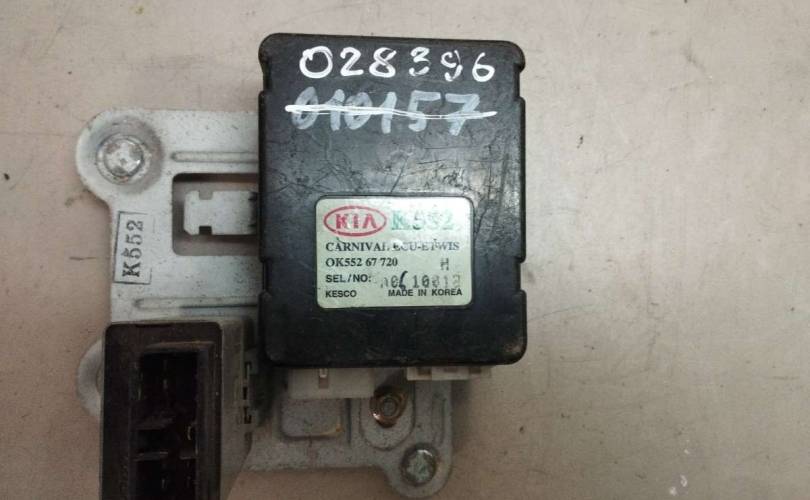 028396
010157
KIA K552
CARNIVAL ECU-ETWIS
OK552 67 720 H
SEL/NO:
KESCO MADE IN KOREA
K552